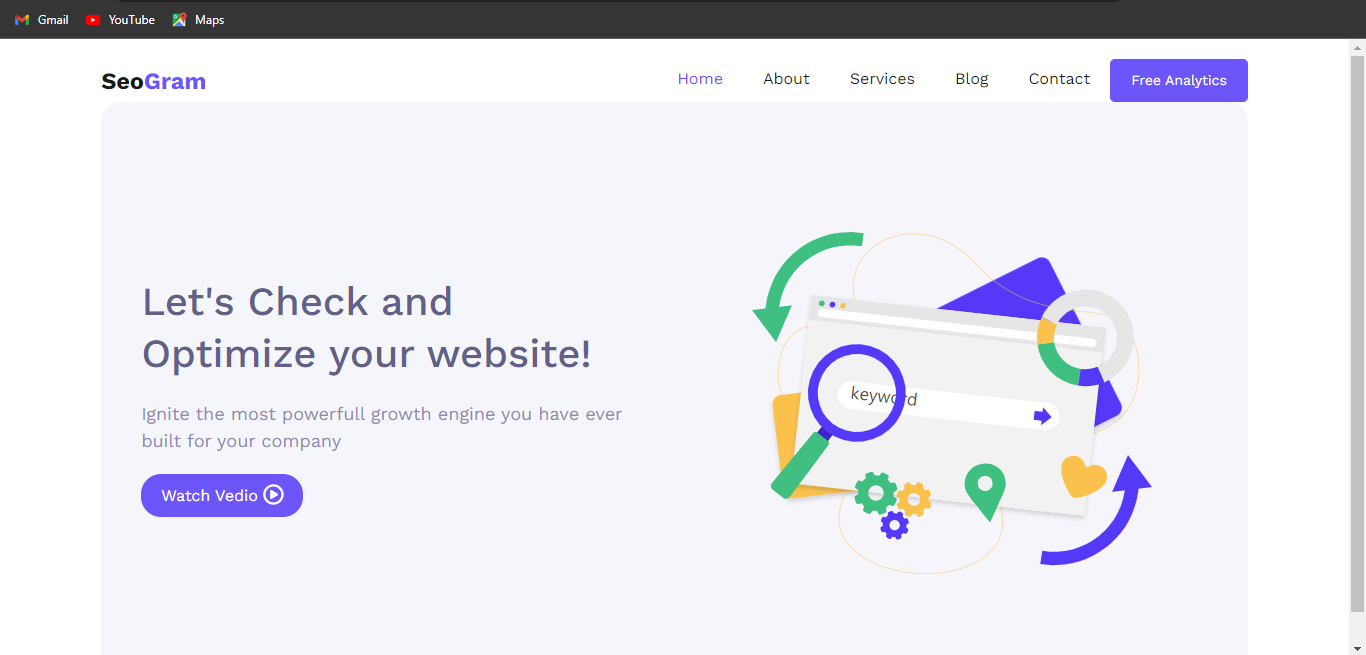 Gmail YouTube Maps
SeoGram Home About Services Blog Contact Free Analytics
Let's Check and
Optimize your website!
Ignite the most powerfull growth engine you have ever
built for your company
Watch Vedio
keyword